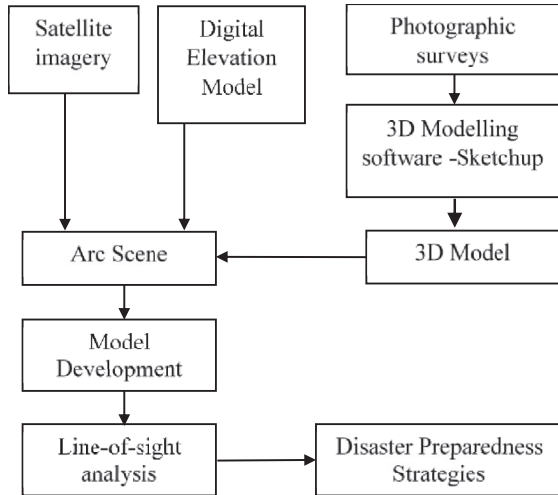 Satellite
imagery
Digital
Elevation
Model
Photographic
surveys
3D Modelling
software -Sketchup
Arc Scene
3D Model
Model
Development
Line-of-sight
analysis
Disaster Preparedness
Strategies